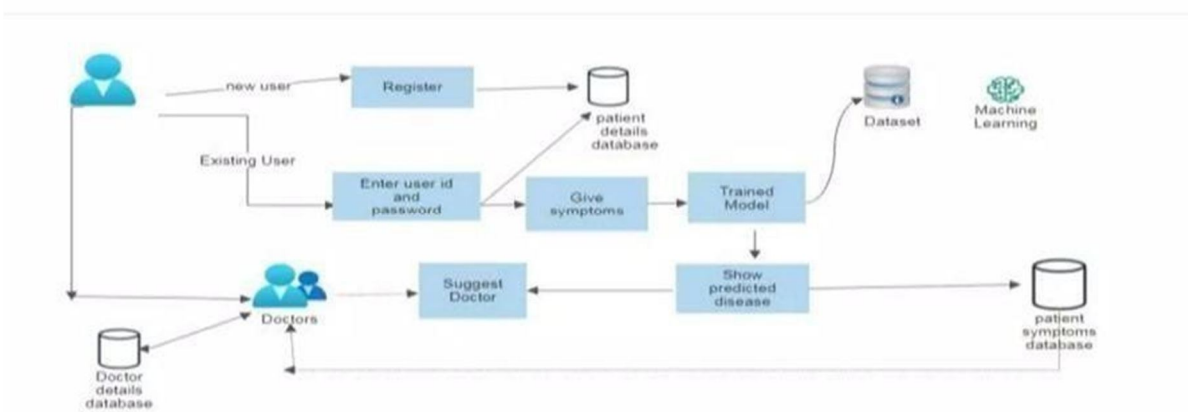 new user
Register
patient
details
database
Dataset
Machine
Learning
Existing User
Enter user id
and
password
Give
symptoms
Trained
Model
Doctors
Suggest
Doctor
Show
predicted
disease
patient
symptoms
database
Doctor
details
database